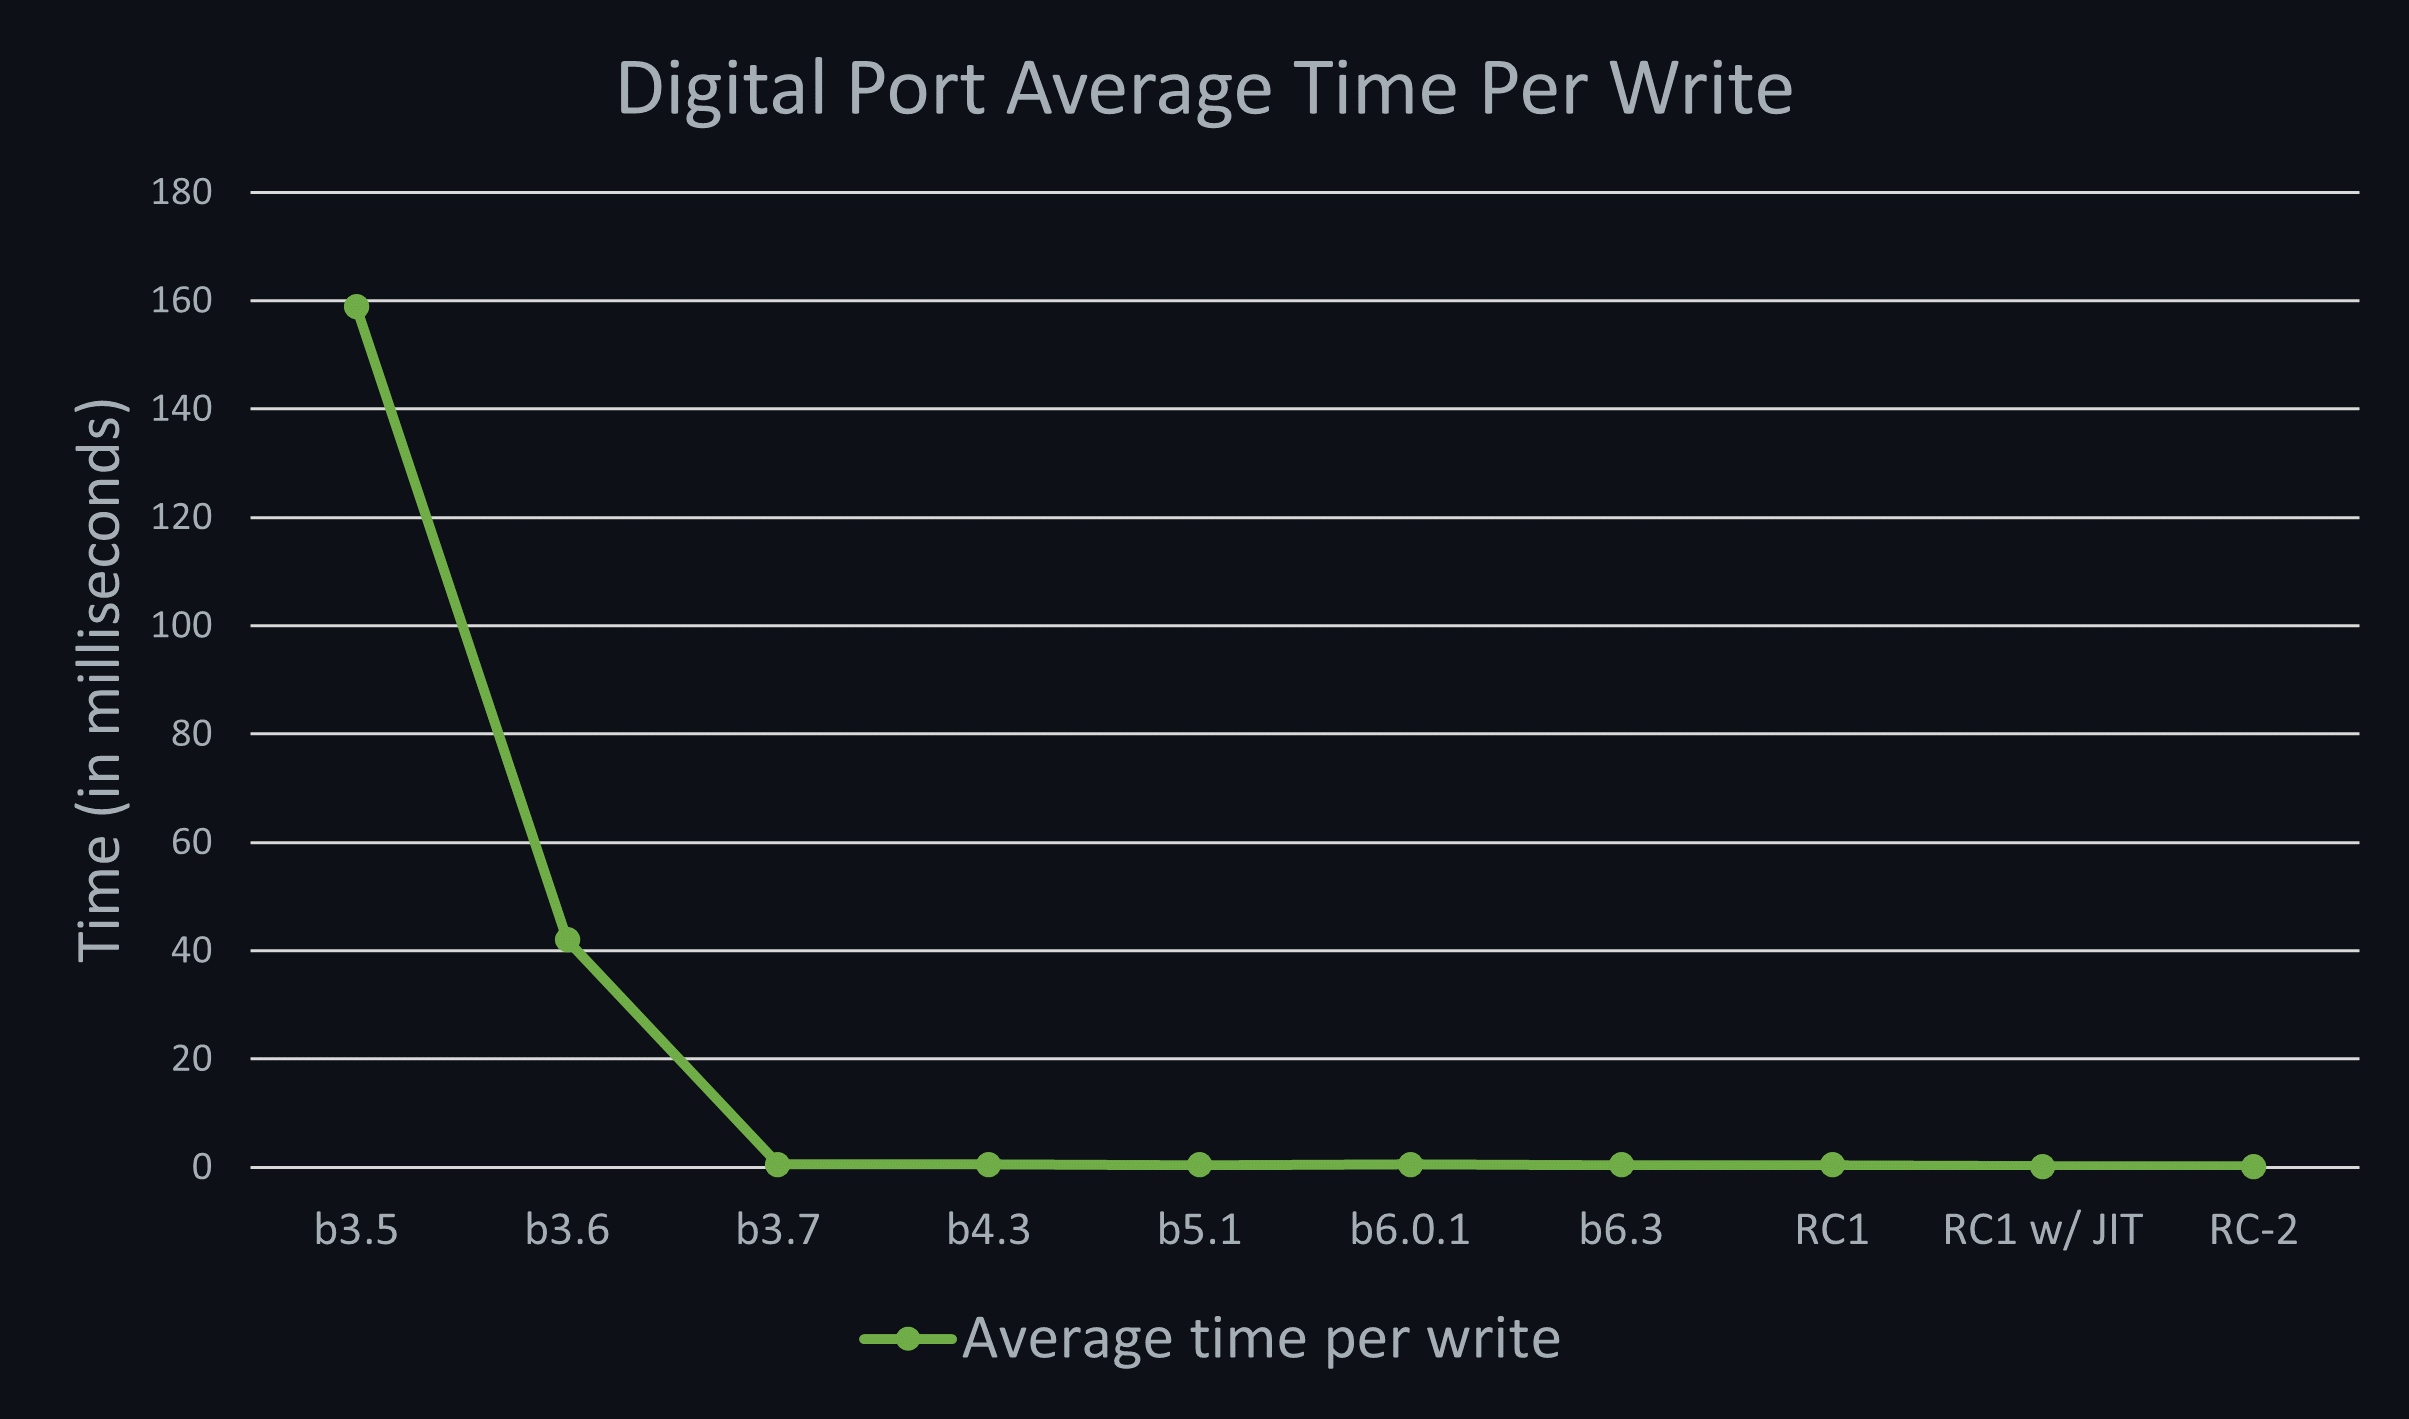 Digital Port Average Time Per Write
Time (in milliseconds)
180
160
140
120
100
80
60
40
20
0
b3.5 b3.6 b3.7 b4.3 b5.1 b6.0.1 b6.3 RC1 RC1 w/ JIT RC-2
Average time per write